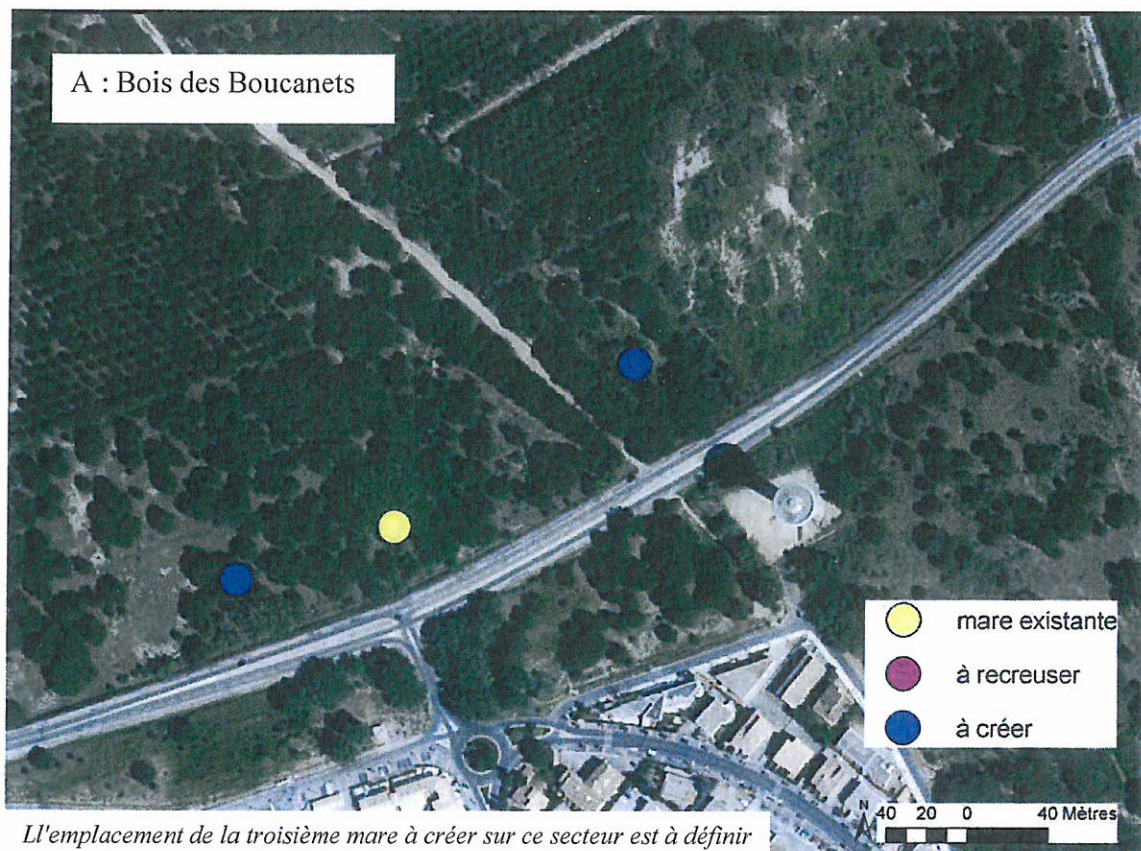 A : Bois des Boucanets
mare existante
à recreuser
à créer
N
40 20 0 40 Mètres
Ll'emplacement de la troisième mare à créer sur ce secteur est à définir